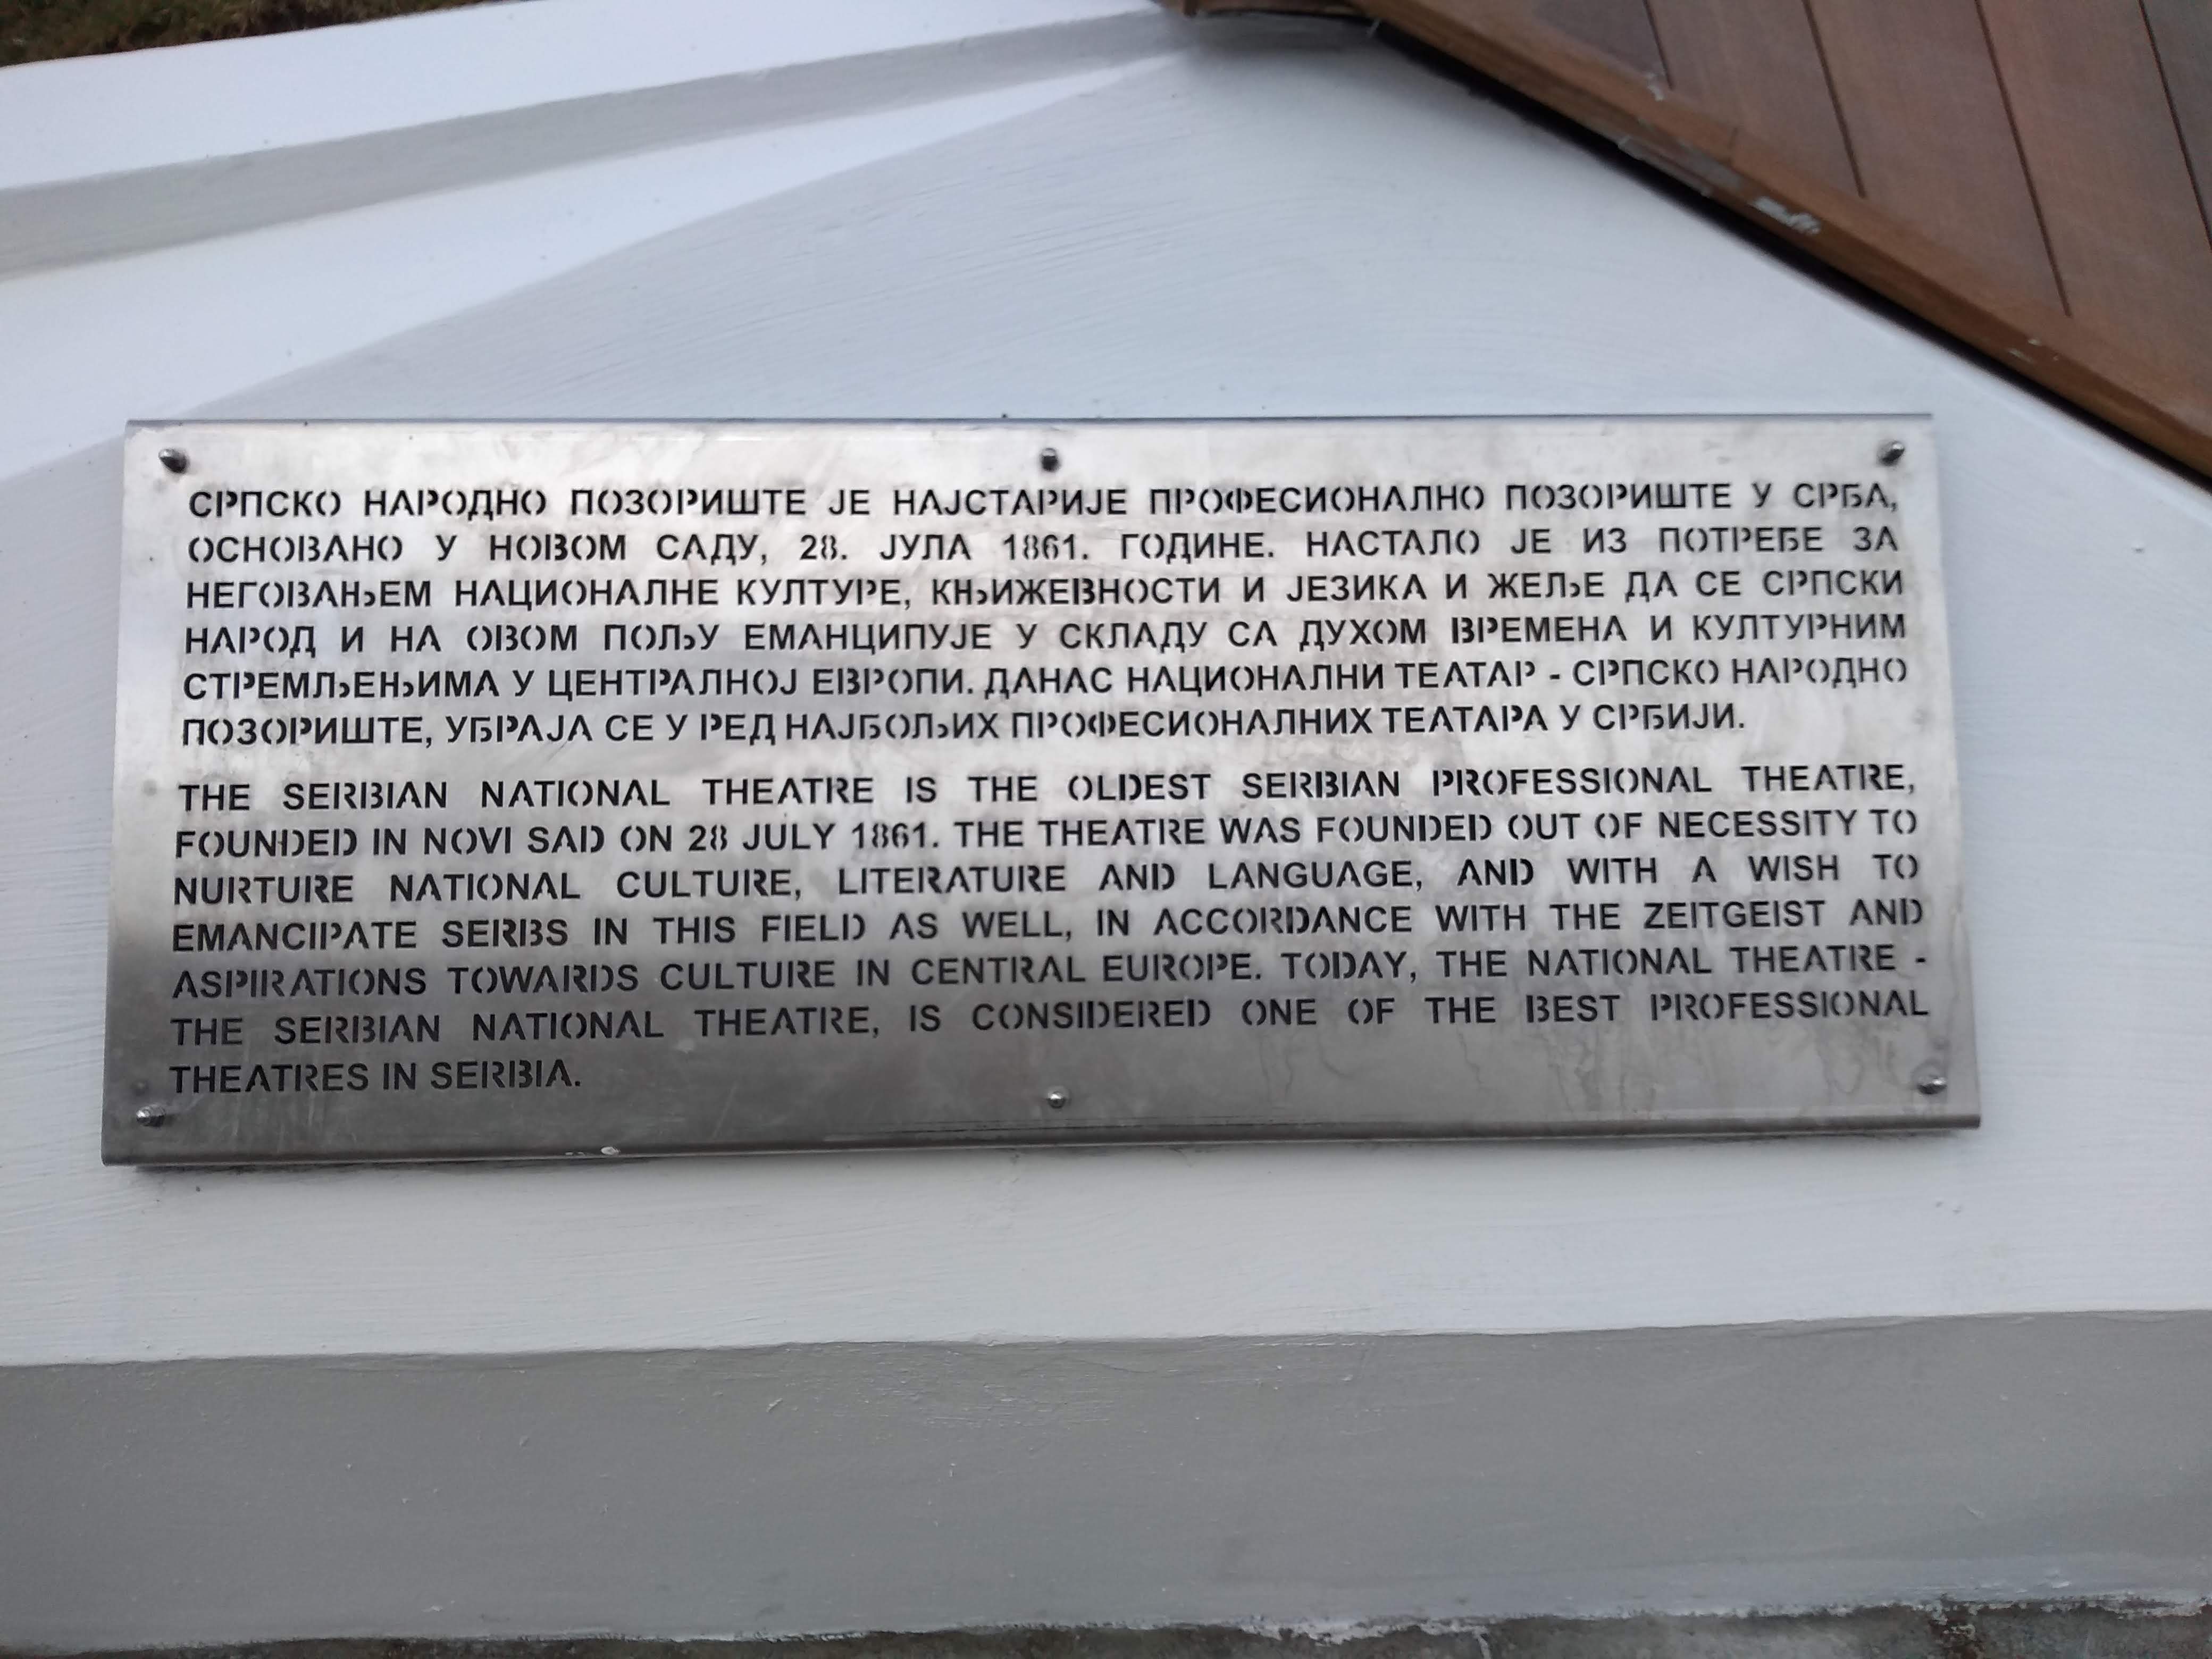 СРПСКО НАРОДНО ПОЗОРИШТЕ ЈЕ НАЈСТАРИЈЕ ПРОФЕСИОНАЛНО ПОЗОРИШТЕ У СРБА,
ОСНОВАНО У НОВОМ САДУ, 28. ЈУЛА 1861. ГОДИНЕ. НАСТАЛО ЈЕ ИЗ ПОТРЕБЕ ЗА
НЕГОВАЊЕМ НАЦИОНАЛНЕ КУЛТУРЕ, КЊИЖЕВНОСТИ И ЈЕЗИКА И ЖЕЉЕ ДА СЕ СРПСКИ
НАРОД И НА ОВОМ ПОЉУ ЕМАНЦИПУЈЕ У СКЛАДУ СА ДУХОМ ВРЕМЕНА И КУЛТУРНИМ
СТРЕМЉЕЊИМА У ЦЕНТРАЛНОЈ ЕВРОПИ. ДАНАС НАЦИОНАЛНИ ТЕАТАР - СРПСКО НАРОДНО
ПОЗОРИШТЕ, УБРАЈА СЕ У РЕД НАЈБОЉИХ ПРОФЕСИОНАЛНИХ ТЕАТАРА У СРБИЈИ.
THE SERBIAN NATIONAL THEATRE IS THE OLDEST SERBIAN PROFESSIONAL THEATRE,
FOUNDED IN NOVI SAD ON 28 JULY 1861. THE THEATRE WAS FOUNDED OUT OF NECESSITY TO
NURTURE NATIONAL CULTURE, LITERATURE AND LANGUAGE, AND WITH A WISH TO
EMANCIPATE SERBS IN THIS FIELD AS WELL, IN ACCORDANCE WITH THE ZEITGEIST AND
ASPIRATIONS TOWARDS CULTURE IN CENTRAL EUROPE. TODAY, THE NATIONAL THEATRE -
THE SERBIAN NATIONAL THEATRE, IS CONSIDERED ONE OF THE BEST PROFESSIONAL
THEATRES IN SERBIA.